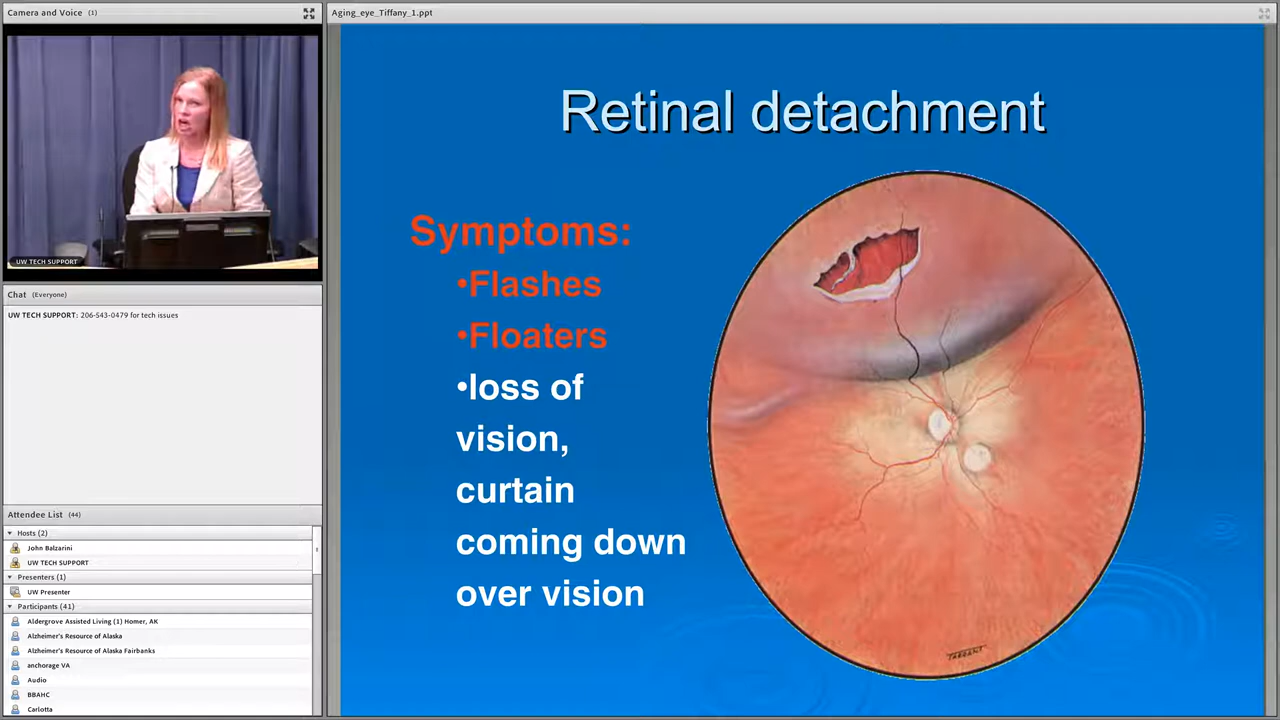 Camera and Voice (1)
UW TECH SUPPORT
Chat (Everyone)
UW TECH SUPPORT: 206-543-0479 for tech issues
Attendee List (44)
Hosts (2)
John Balzarini
UW TECH SUPPORT
Presenters (1)
UW Presenter
Participants (41)
Aldergrove Assisted Living (1) Homer, AK
Alzheimer's Resource of Alaska
Alzheimer's Resource of Alaska Fairbanks
anchorage VA
Audio
BBAHC
Carlotta
Aging_eye_Tiffany_1.ppt
Retinal detachment
Symptoms:
•Flashes
•Floaters
•loss of
vision,
curtain
coming down
over vision
TARRANT